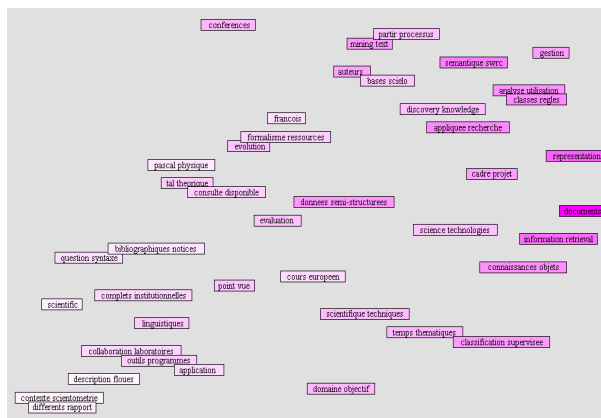 conferences
partir processus
mining text
gestion
semantique swrc
auteurs
bases scielo
analyse utilisation
classes regles
discovery knowledge
francois
appliquee recherche
formalisme ressources
evolution
representation
pascal physique
cadre projet
tal theorique
consulte disponible
donnees semi-structurees
documents
evaluation
science technologies
information retrieval
bibliographiques notices
question syntaxe
connaissances objets
cours europeen
point vue
complets institutionnelles
scientific
scientifique techniques
linguistiques
temps thematiques
classification supervisee
collaboration laboratoires
outils programmes
application
description floues
domaine objectif
contexte scientometrie
differents rapport